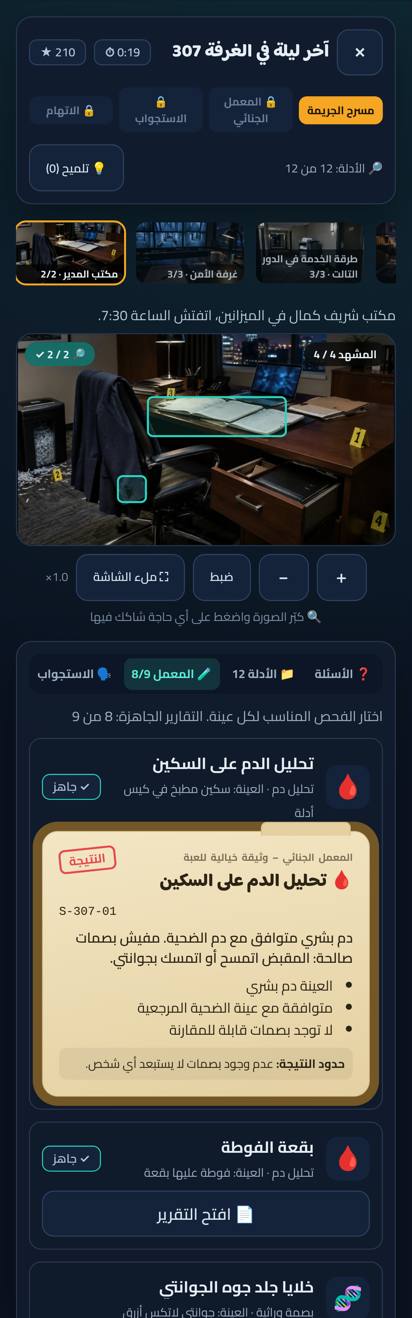 ×
آخر ليلة في الغرفة 307
⏱ 0:19
★ 210
مسرح الجريمة
🔒 المعمل الجنائي
🔒 الاستجواب
🔒 الاتهام
🔎 الأدلة: 12 من 12
💡 تلميح (0)
طرقة الخدمة في الدور
التالت · 3/3
غرفة الأمن · 3/3
مكتب المدير · 2/2
مكتب شريف كمال في الميزانين، اتفتش الساعة 7:30.
المشهد 4 / 4
🔎 2 / 2 ✓
1
2
3
4
+
−
ضبط
⛶ ملء الشاشة
×1.0
🔍 كبّر الصورة واضغط على أي حاجة شاكك فيها
❓ الأسئلة
📁 الأدلة 12
🧪 المعمل 8/9
🗣️ الاستجواب
اختار الفحص المناسب لكل عينة. التقارير الجاهزة: 8 من 9
تحليل الدم على السكين
تحليل دم · العينة: سكين مطبخ في كيس
أدلة
✓ جاهز
المعمل الجنائي – وثيقة خيالية للعبة
النتيجة
🩸 تحليل الدم على السكين
S-307-01
دم بشري متوافق مع دم الضحية. مفيش بصمات
صالحة: المقبض اتمسح أو اتمسك بجوانتي.
• العينة دم بشري
• متوافقة مع عينة الضحية المرجعية
• لا توجد بصمات قابلة للمقارنة
حدود النتيجة: عدم وجود بصمات لا يستبعد أي شخص.
بقعة الفوطة
تحليل دم · العينة: فوطة عليها بقعة
✓ جاهز
📄 افتح التقرير
خلايا جلد جوه الجوانتي
بصمة وراثية · العينة: جوانتي لاتكس أزرق